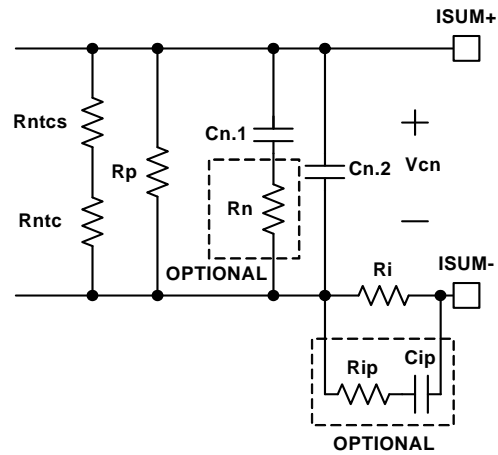 ISUM+
Rntcs
Cn.1
+
Rp
Cn.2
Vcn
Rntc
Rn
−
OPTIONAL
Ri
ISUM-
Rip
Cip
OPTIONAL